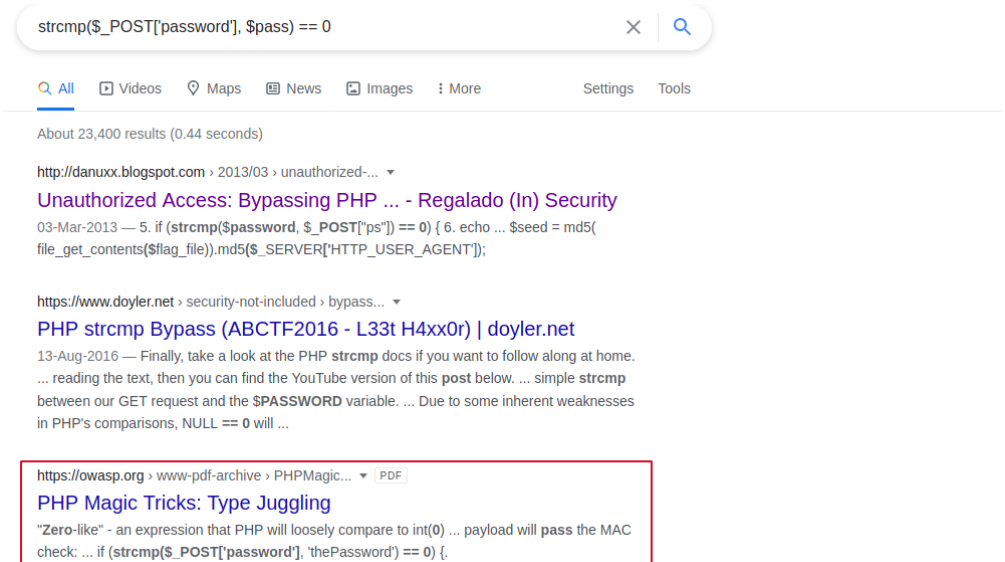 strcmp($_POST['password'], $pass) == 0
All Videos Maps News Images More Settings Tools
About 23,400 results (0.44 seconds)
http://danuxx.blogspot.com › 2013/03 › unauthorized-...
Unauthorized Access: Bypassing PHP ... - Regalado (In) Security
03-Mar-2013 — 5. if (strcmp($password, $_POST["ps"]) == 0) { 6. echo ... $seed = md5(
file_get_contents($flag_file)).md5($_SERVER['HTTP_USER_AGENT']);
https://www.doyler.net › security-not-included › bypass...
PHP strcmp Bypass (ABCTF2016 - L33t H4xx0r) | doyler.net
13-Aug-2016 — Finally, take a look at the PHP strcmp docs if you want to follow along at home.
... reading the text, then you can find the YouTube version of this post below. ... simple strcmp
between our GET request and the $PASSWORD variable. ... Due to some inherent weaknesses
in PHP's comparisons, NULL == 0 will ...
https://owasp.org › www-pdf-archive › PHPMagic... PDF
PHP Magic Tricks: Type Juggling
"Zero-like" - an expression that PHP will loosely compare to int(0) ... payload will pass the MAC
check: ... if (strcmp($_POST['password'], 'thePassword') == 0) {.